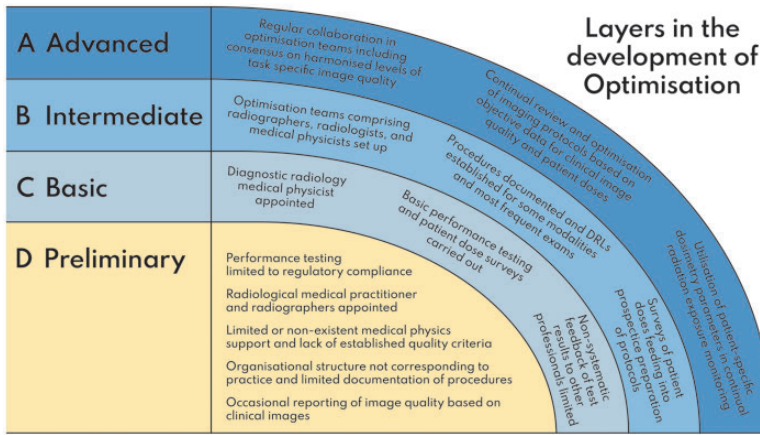 Layers in the
development of
Optimisation
A Advanced
Regular collaboration in
optimisation teams including
consensus on harmonised levels of
task specific image quality
Continual review and optimisation
of imaging protocols based on
objective data for clinical image
quality and patient doses
Utilisation of patient-specific
dosimetry parameters in continual
radiation exposure monitoring
B Intermediate
Optimisation teams comprising
radiographers, radiologists, and
medical physicists set up
Procedures documented and DRLs
established for some modalities
and most frequent exams
Surveys of patient
doses feeding into
prospectice preparation
of protocols
C Basic
Diagnostic radiology
medical physicist
appointed
Basic performance testing
and patient dose surveys
carried out
Non-systematic
feedback of test
results to other
professionals limited
D Preliminary
Performance testing
limited to regulatory compliance
Radiological medical practitioner
and radiographers appointed
Limited or non-existent medical physics
support and lack of established quality criteria
Organisational structure not corresponding to
practice and limited documentation of procedures
Occasional reporting of image quality based on
clinical images